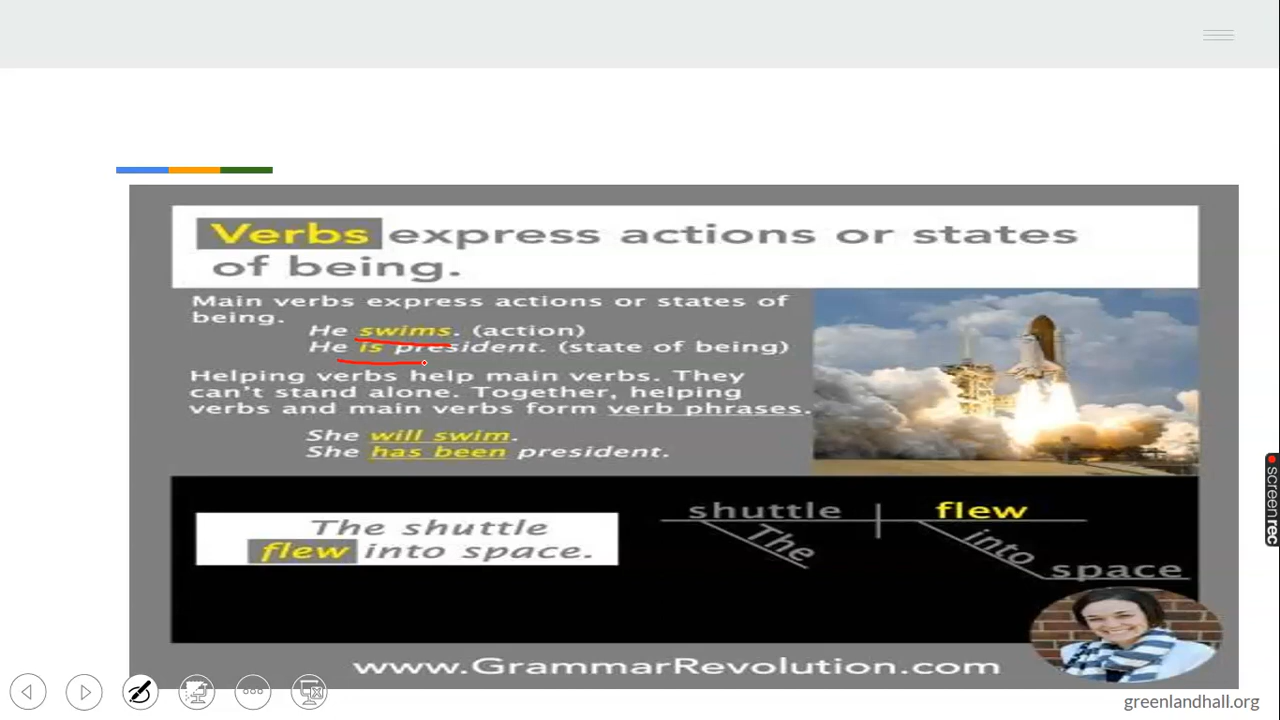 Verbs express actions or states
of being.
Main verbs express actions or states of
being.
He swims. (action)
He is president. (state of being)
Helping verbs help main verbs. They
can't stand alone. Together, helping
verbs and main verbs form verb phrases.
She will swim.
She has been president.
The shuttle
flew into space.
shuttle flew
The into
space
www.GrammarRevolution.com
greenlandhall.org
screenrec